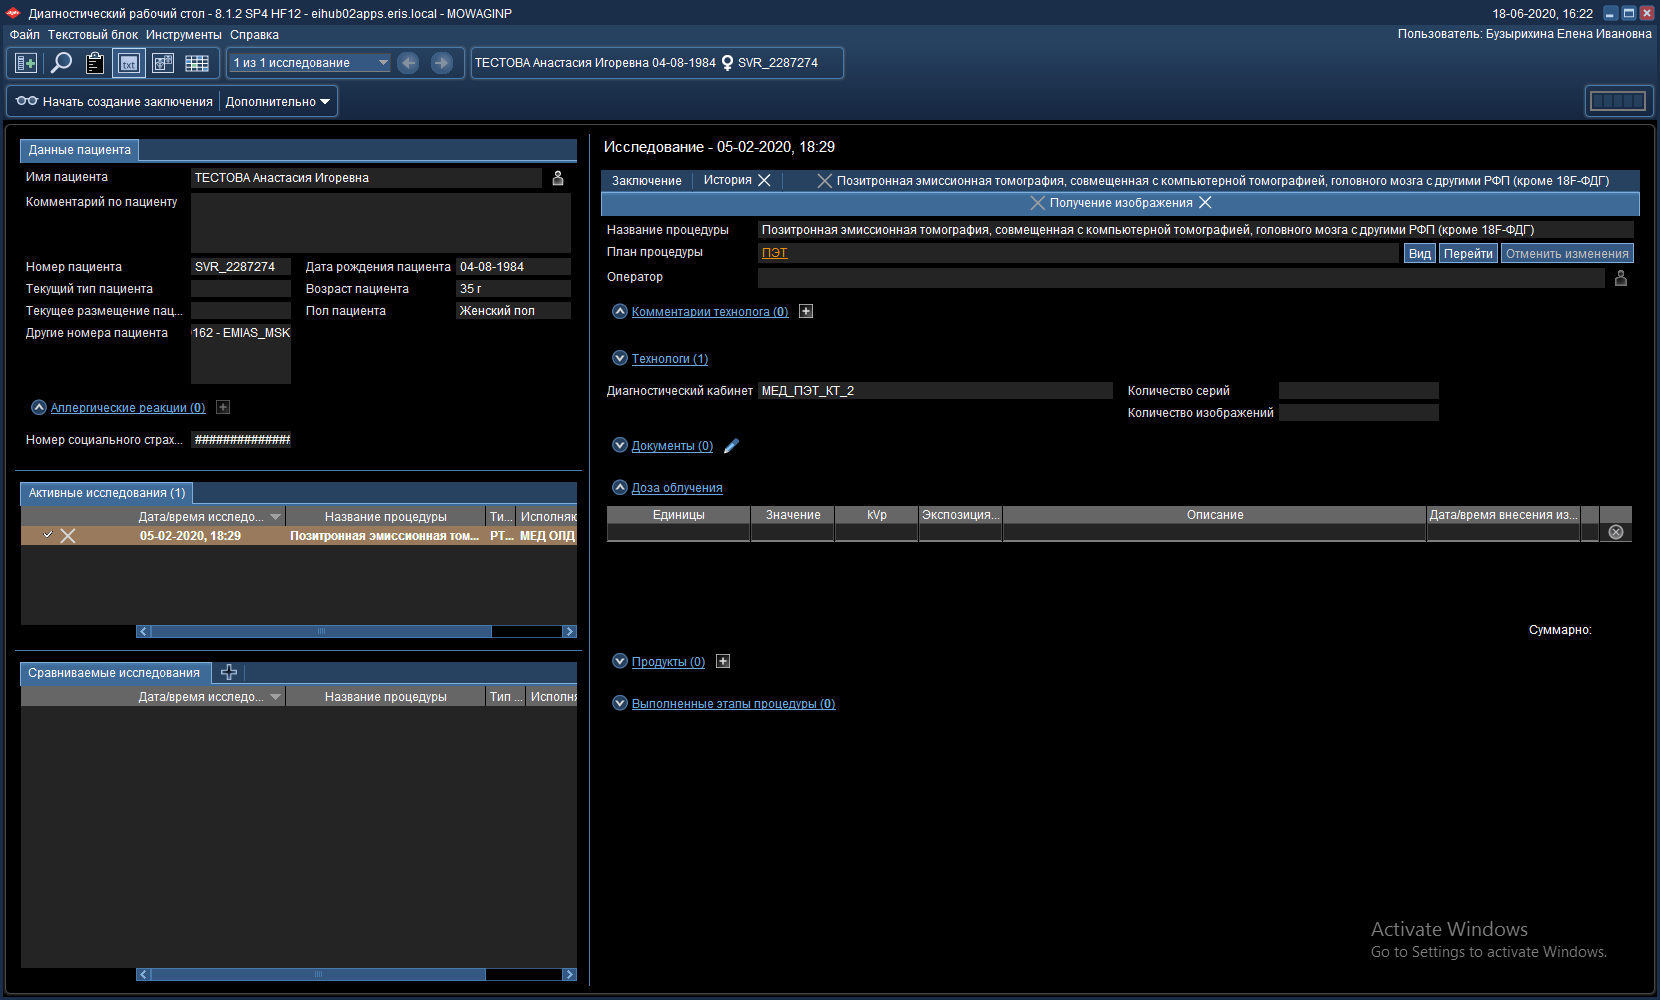 Диагностический рабочий стол - 8.1.2 SP4 HF12 - eihub02apps.eris.local - MOWAGINP
18-06-2020, 16:22
Файл Текстовый блок Инструменты Справка
Пользователь: Бузырихина Елена Ивановна
txt
1 из 1 исследование
ТЕСТОВА Анастасия Игоревна 04-08-1984 SVR_2287274
Начать создание заключения
Дополнительно
Данные пациента
Имя пациента
ТЕСТОВА Анастасия Игоревна
Комментарий по пациенту
Номер пациента
SVR_2287274
Дата рождения пациента
04-08-1984
Текущий тип пациента
Возраст пациента
35 г
Текущее размещение пац...
Пол пациента
Женский пол
Другие номера пациента
162 - EMIAS_MSK
Аллергические реакции (0)
Номер социального страх...
##############
Активные исследования (1)
Дата/время исследо...
Название процедуры
Ти...
Исполняю
05-02-2020, 18:29
Позитронная эмиссионная том...
PT...
МЕД ОЛД
Сравниваемые исследования
Дата/время исследо...
Название процедуры
Тип ...
Исполня
Исследование - 05-02-2020, 18:29
Заключение
История
Позитронная эмиссионная томография, совмещенная с компьютерной томографией, головного мозга с другими РФП (кроме 18F-ФДГ)
Получение изображения
Название процедуры
Позитронная эмиссионная томография, совмещенная с компьютерной томографией, головного мозга с другими РФП (кроме 18F-ФДГ)
План процедуры
ПЭТ
Вид
Перейти
Отменить изменения
Оператор
Комментарии технолога (0)
Технологи (1)
Диагностический кабинет
МЕД_ПЭТ_КТ_2
Количество серий
Количество изображений
Документы (0)
Доза облучения
Единицы
Значение
kVp
Экспозиция...
Описание
Дата/время внесения из...
Суммарно:
Продукты (0)
Выполненные этапы процедуры (0)
Activate Windows
Go to Settings to activate Windows.